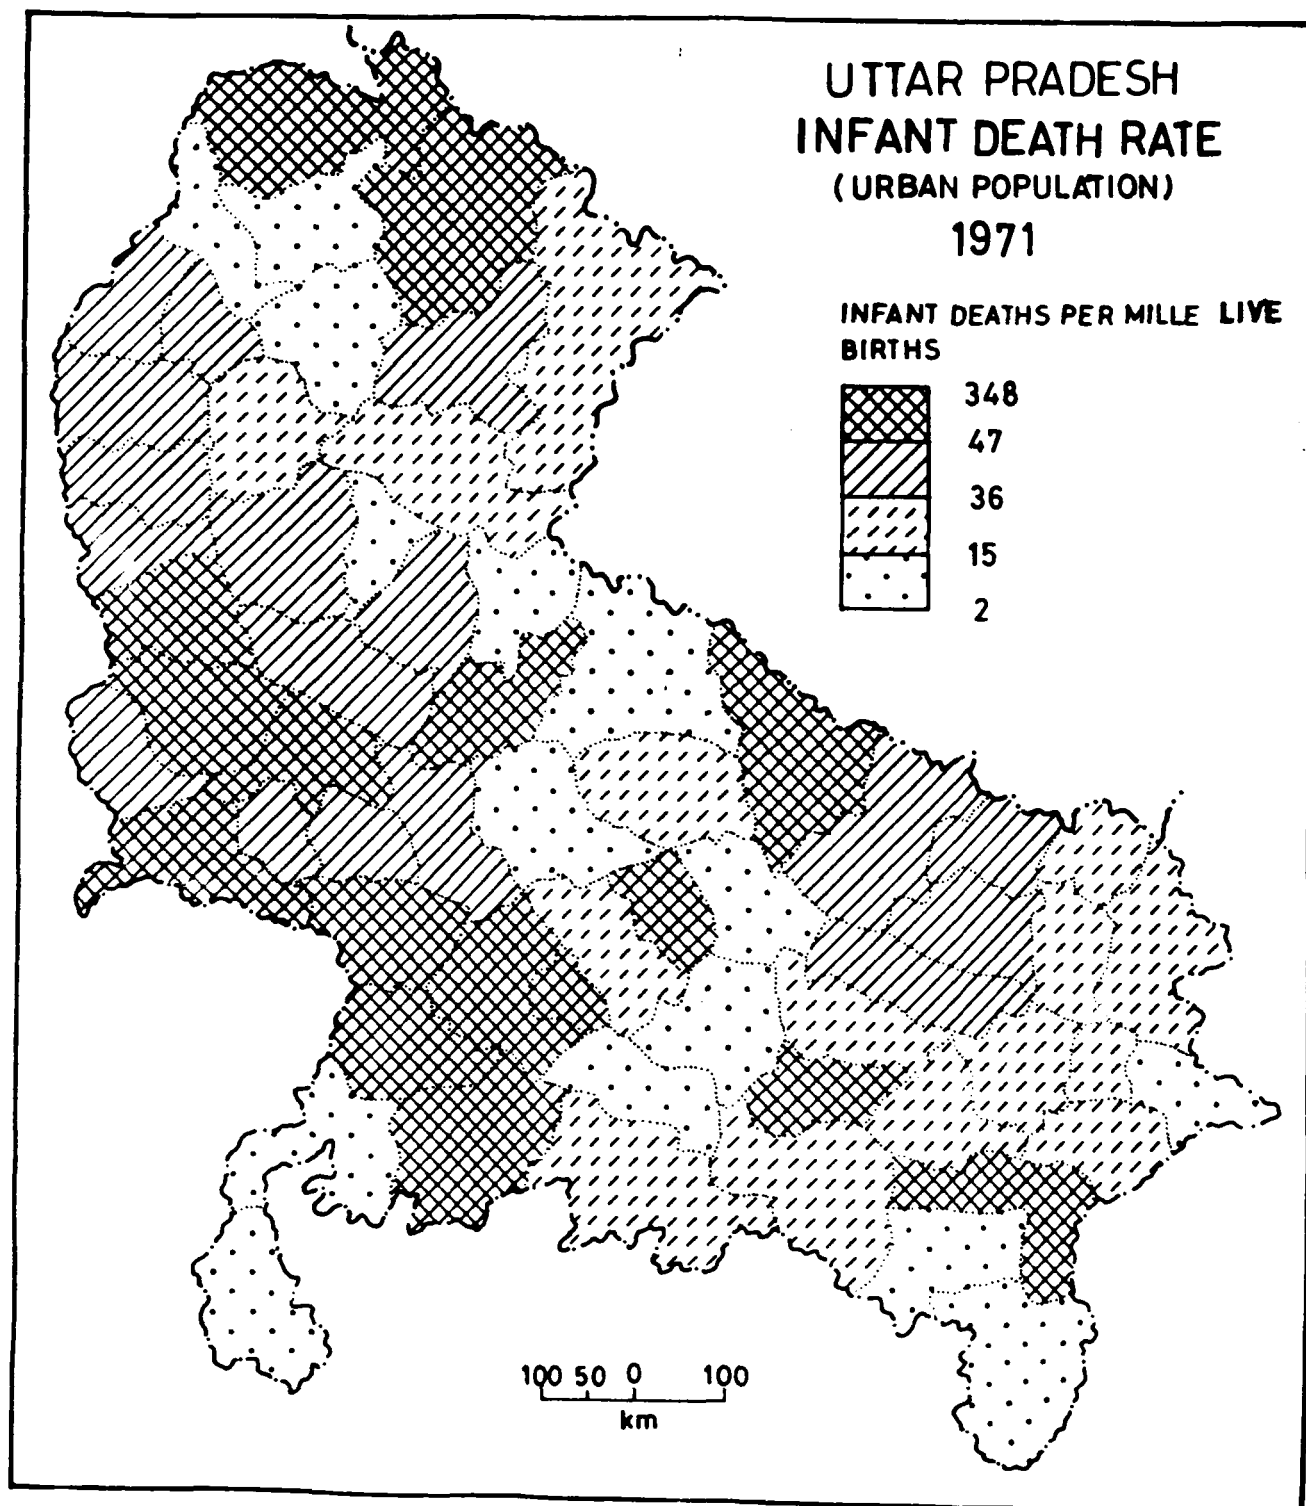 UTTAR PRADESH
INFANT DEATH RATE
(URBAN POPULATION)
1971
INFANT DEATHS PER MILLE LIVE
BIRTHS
348
47
36
15
2
100 50 0 100
km